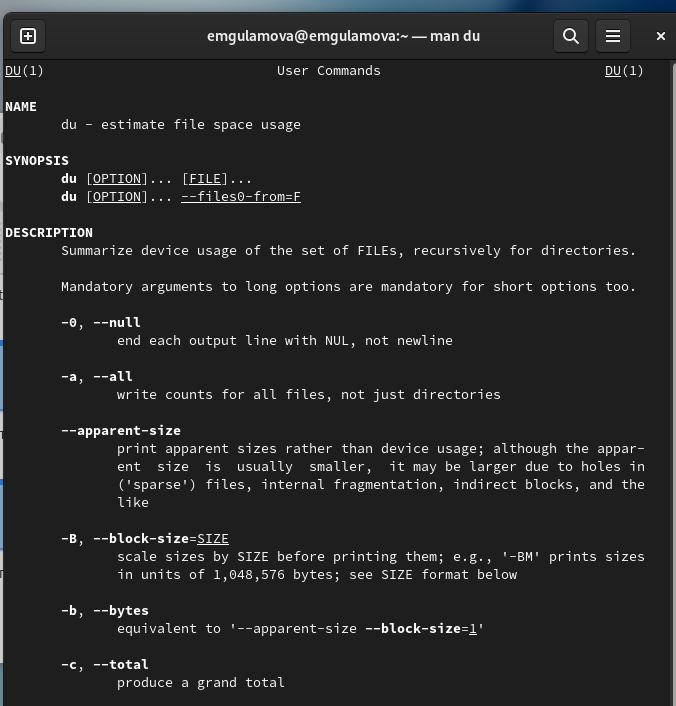 emgulamova@emgulamova:~ — man du
DU(1) User Commands DU(1)
NAME
du - estimate file space usage
SYNOPSIS
du [OPTION]... [FILE]...
du [OPTION]... --files0-from=F
DESCRIPTION
Summarize device usage of the set of FILEs, recursively for directories.
Mandatory arguments to long options are mandatory for short options too.
-0, --null
end each output line with NUL, not newline
-a, --all
write counts for all files, not just directories
--apparent-size
print apparent sizes rather than device usage; although the appar-
ent size is usually smaller, it may be larger due to holes in
('sparse') files, internal fragmentation, indirect blocks, and the
like
-B, --block-size=SIZE
scale sizes by SIZE before printing them; e.g., '-BM' prints sizes
in units of 1,048,576 bytes; see SIZE format below
-b, --bytes
equivalent to '--apparent-size --block-size=1'
-c, --total
produce a grand total